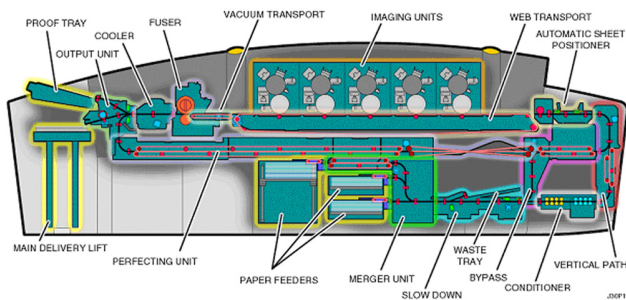 PROOF TRAY
OUTPUT UNIT
COOLER
FUSER
VACUUM TRANSPORT
IMAGING UNITS
WEB TRANSPORT
AUTOMATIC SHEET
POSITIONER
MAIN DELIVERY LIFT
PERFECTING UNIT
PAPER FEEDERS
MERGER UNIT
SLOW DOWN
WASTE
TRAY
BYPASS
CONDITIONER
VERTICAL PATH